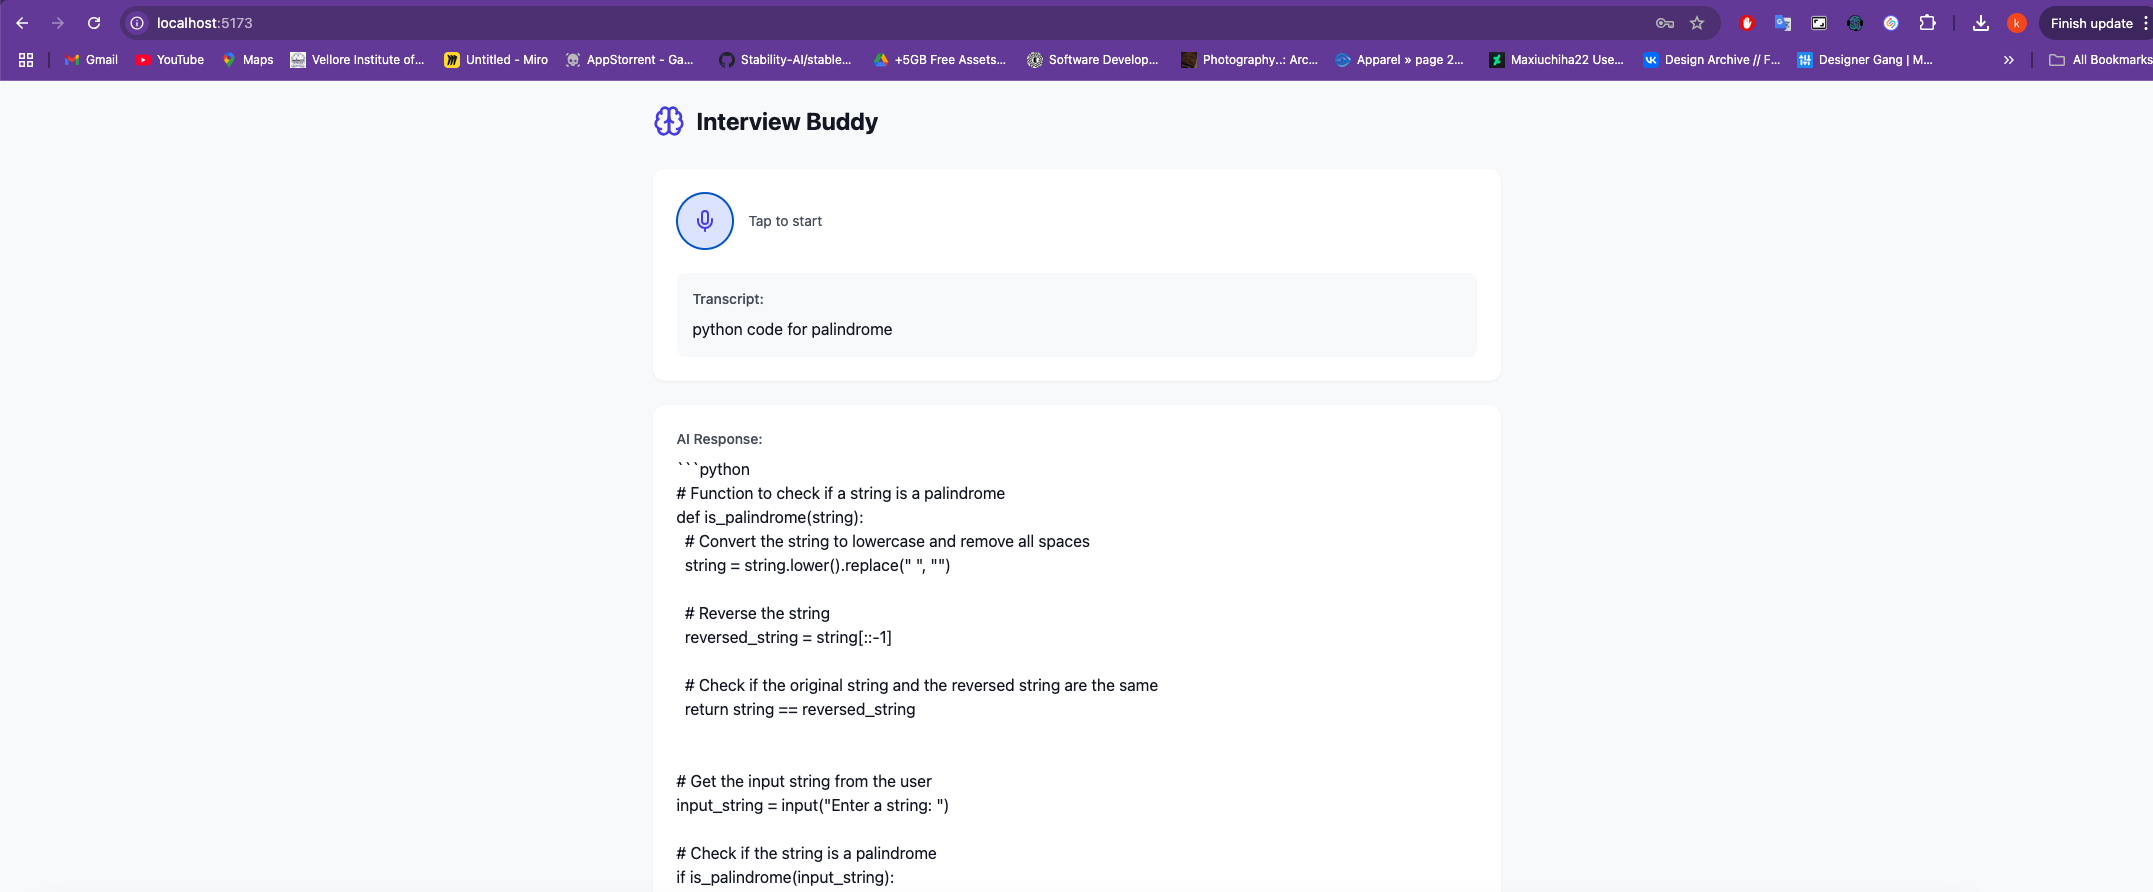 localhost:5173
Finish update
Gmail YouTube Maps Vellore Institute of... Untitled - Miro AppStorrent - Ga... Stability-AI/stable... +5GB Free Assets... Software Develop... Photography..: Arc... Apparel » page 2... Maxiuchiha22 Use... Design Archive // F... Designer Gang | M... » All Bookmarks
Interview Buddy
Tap to start
Transcript:
python code for palindrome
AI Response:
```python
# Function to check if a string is a palindrome
def is_palindrome(string):
  # Convert the string to lowercase and remove all spaces
  string = string.lower().replace(" ", "")
  # Reverse the string
  reversed_string = string[::-1]
  # Check if the original string and the reversed string are the same
  return string == reversed_string
# Get the input string from the user
input_string = input("Enter a string: ")
# Check if the string is a palindrome
if is_palindrome(input_string):